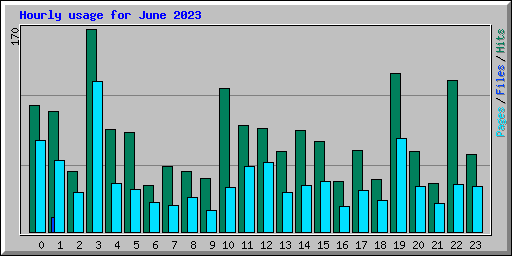 Hourly usage for June 2023
170
Pages/Files/Hits
0 1 2 3 4 5 6 7 8 9 10 11 12 13 14 15 16 17 18 19 20 21 22 23